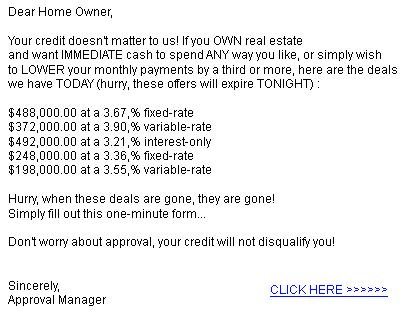 Dear Home Owner,
Your credit doesn't matter to us! If you OWN real estate
and want IMMEDIATE cash to spend ANY way you like, or simply wish
to LOWER your monthly payments by a third or more, here are the deals
we have TODAY (hurry, these offers will expire TONIGHT) :
$488,000.00 at a 3.67,% fixed-rate
$372,000.00 at a 3.90,% variable-rate
$492,000.00 at a 3.21,% interest-only
$248,000.00 at a 3.36,% fixed-rate
$198,000.00 at a 3.55,% variable-rate
Hurry, when these deals are gone, they are gone!
Simply fill out this one-minute form...
Don't worry about approval, your credit will not disqualify you!
Sincerely,
Approval Manager
CLICK HERE >>>>>>